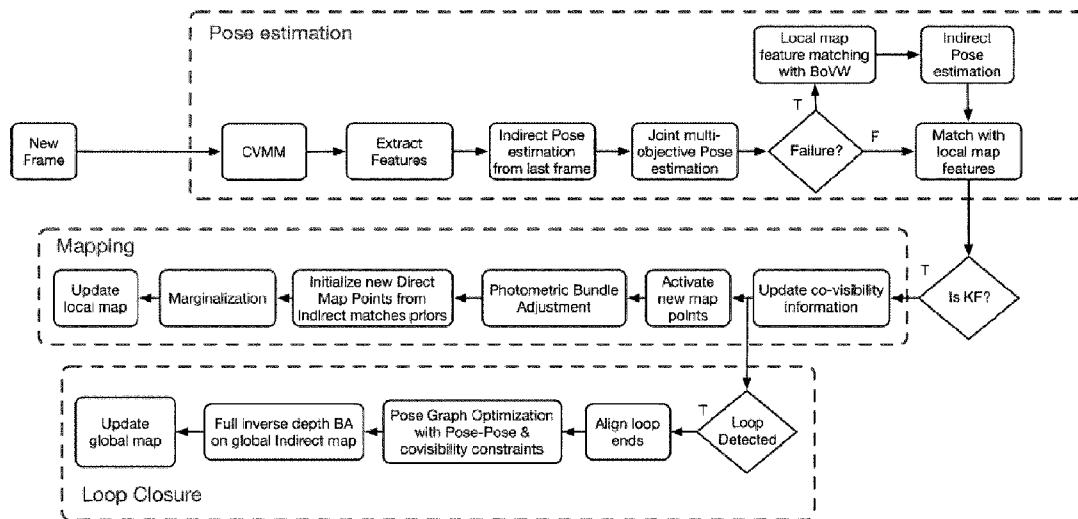 Pose estimation
Local map
feature matching
with BoVW
Indirect
Pose
estimation
T
New
Frame
CVMM
Extract
Features
Indirect Pose
estimation
from last frame
Joint multi-
objective Pose
estimation
Failure?
F
Match with
local map
features
Mapping
T
Update
local map
Marginalization
Initialize new Direct
Map Points from
Indirect matches priors
Photometric Bundle
Adjustment
Activate
new map
points
Update co-visibility
information
Is KF?
T
Update
global map
Full inverse depth BA
on global Indirect map
Pose Graph Optimization
with Pose-Pose &
covisibility constraints
Align loop
ends
Loop
Detected
Loop Closure